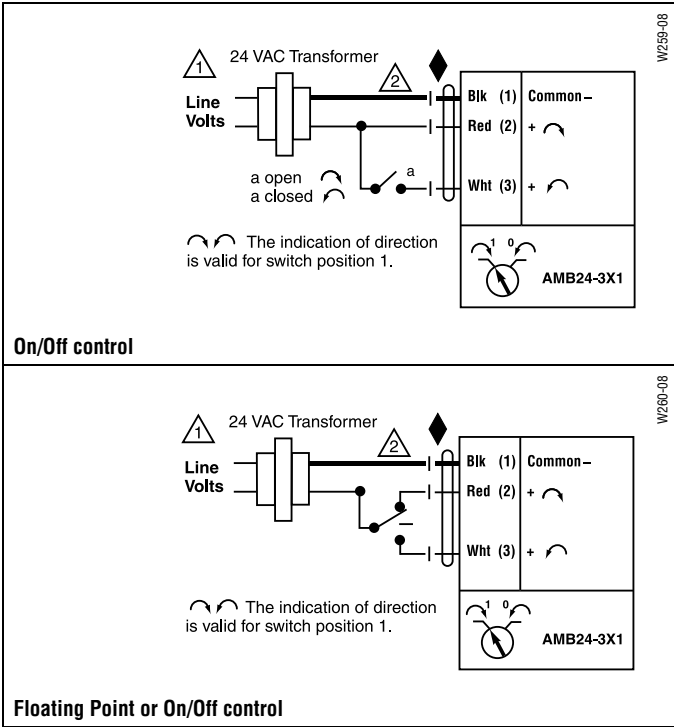 W259-08
24 VAC Transformer
1
2
Line
Volts
Blk (1) Common –
Red (2) +
a open
a closed
a
Wht (3) +
The indication of direction
is valid for switch position 1.
1 0
AMB24-3X1
On/Off control
W260-08
24 VAC Transformer
1
2
Line
Volts
Blk (1) Common –
Red (2) +
Wht (3) +
The indication of direction
is valid for switch position 1.
1 0
AMB24-3X1
Floating Point or On/Off control